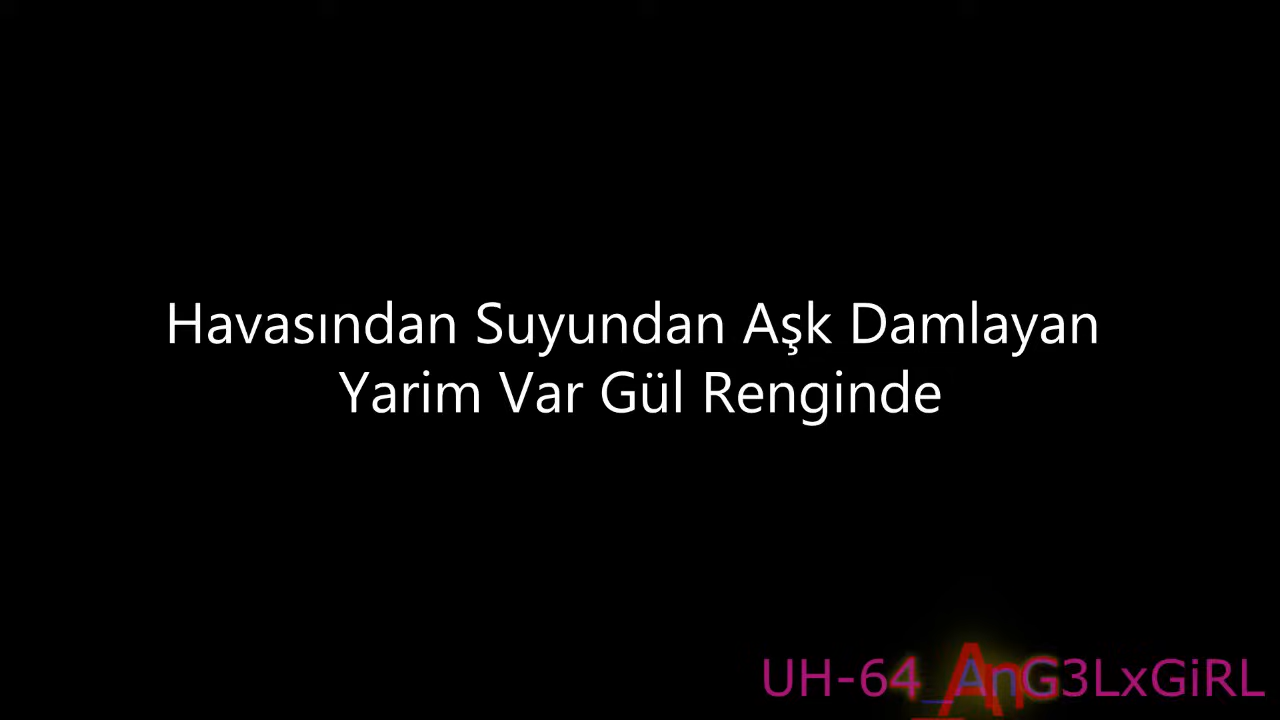 Havasından Suyundan Aşk Damlayan
Yarim Var Gül Renginde
UH-64_AnG3LxGiRL